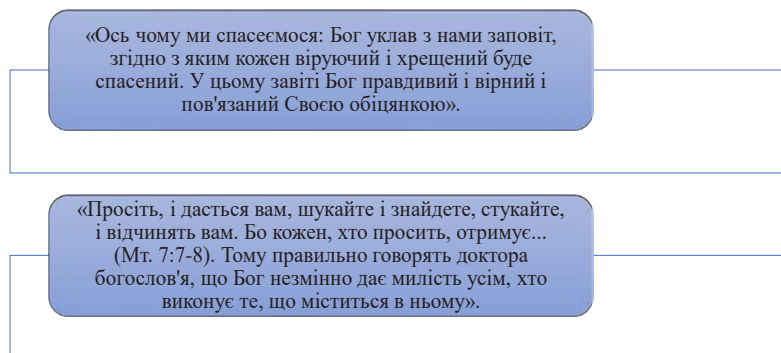 «Ось чому ми спасеємося: Бог уклав з нами заповіт,
згідно з яким кожен віруючий і хрещений буде
спасений. У цьому завіті Бог правдивий і вірний і
пов'язаний Своєю обіцянкою».
«Просіть, і дасться вам, шукайте і знайдете, стукайте,
і відчинять вам. Бо кожен, хто просить, отримує...
(Мт. 7:7-8). Тому правильно говорять доктора
богослов'я, що Бог незмінно дає милість усім, хто
виконує те, що міститься в ньому».